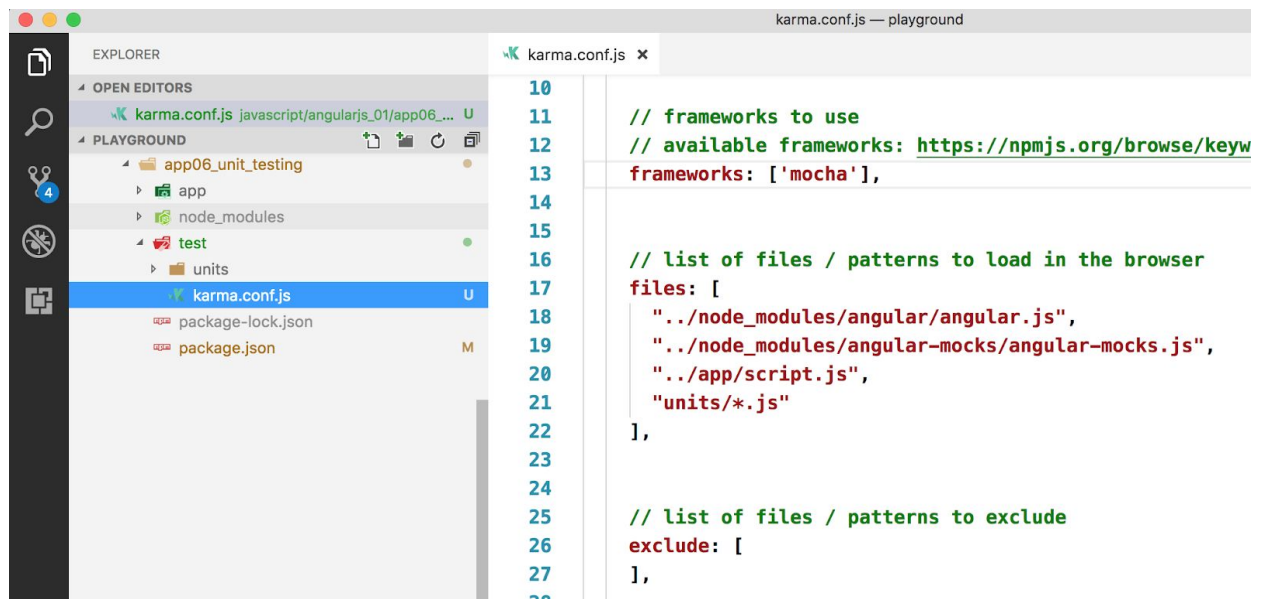 karma.conf.js — playground
EXPLORER
OPEN EDITORS
karma.conf.js javascript/angularjs_01/app06_... U
PLAYGROUND
app06_unit_testing
app
node_modules
test
units
karma.conf.js U
package-lock.json
package.json M
4
karma.conf.js ×
10
11 // frameworks to use
12 // available frameworks: https://npmjs.org/browse/keyw
13 frameworks: ['mocha'],
14
15
16 // list of files / patterns to load in the browser
17 files: [
18 "../node_modules/angular/angular.js",
19 "../node_modules/angular-mocks/angular-mocks.js",
20 "../app/script.js",
21 "units/*.js"
22 ],
23
24
25 // list of files / patterns to exclude
26 exclude: [
27 ],